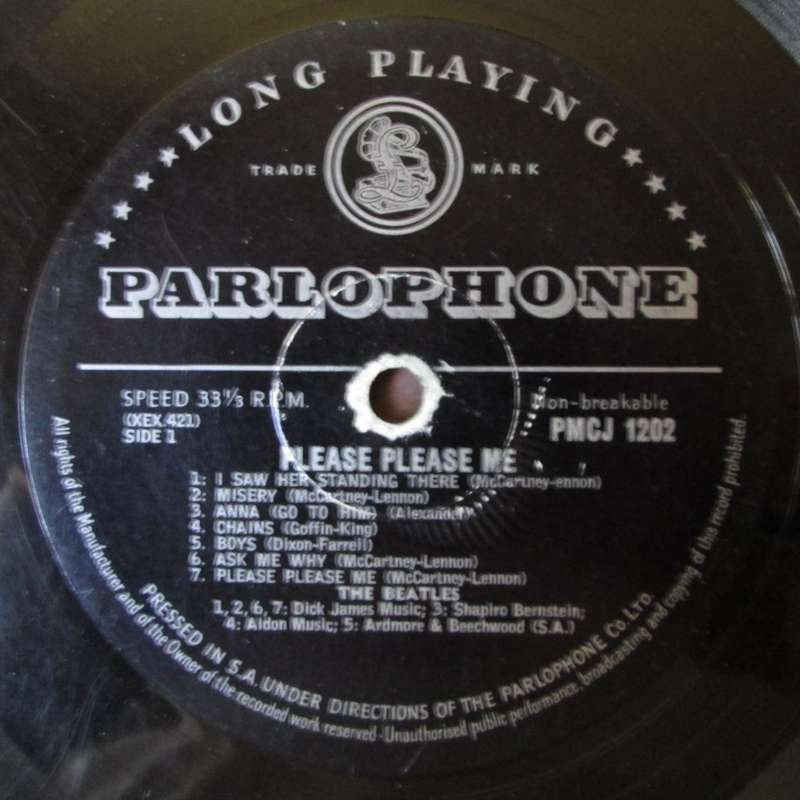 LONG PLAYING
TRADE MARK
PARLOPHONE
SPEED 33⅓ R.P.M.
Non-breakable
(XEX.421)
SIDE 1
PMCJ 1202
PLEASE PLEASE ME
1: I SAW HER STANDING THERE (McCartney-ennon)
2: MISERY (McCartney-Lennon)
3. ANNA (GO TO HIM) (Alexander)
4. CHAINS (Goffin-King)
5. BOYS (Dixon-Farrell)
6. ASK ME WHY (McCartney-Lennon)
7. PLEASE PLEASE ME (McCartney-Lennon)
THE BEATLES
1, 2, 6, 7: Dick James Music; 3: Shapiro Bernstein;
4: Aldon Music; 5: Ardmore & Beechwood (S.A.)
PRESSED IN S.A. UNDER DIRECTIONS OF THE PARLOPHONE Co. LTD.
All rights of the Manufacturer and of the Owner of the recorded work reserved-Unauthorised public performance, broadcasting and copying of this record prohibited.